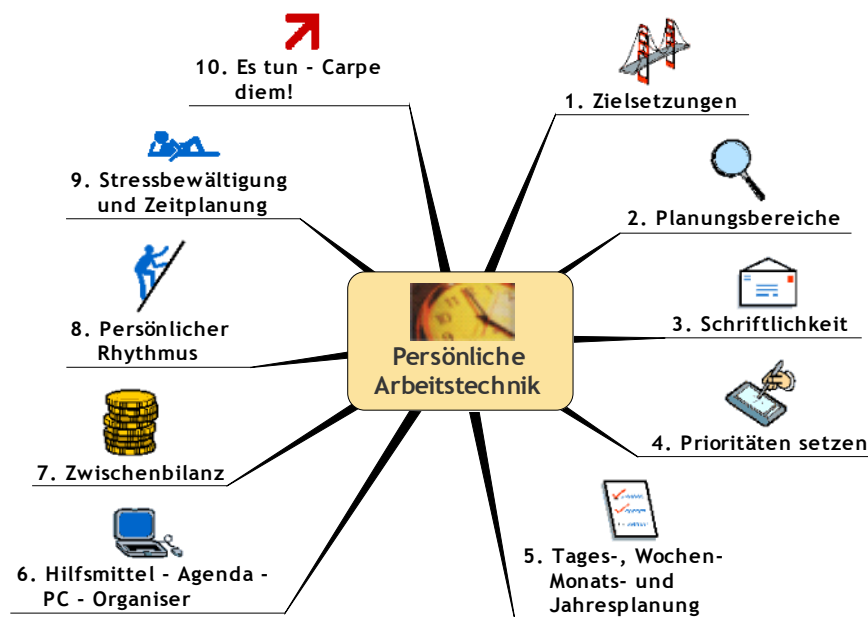 Persönliche
Arbeitstechnik
1. Zielsetzungen
2. Planungsbereiche
3. Schriftlichkeit
4. Prioritäten setzen
5. Tages-, Wochen-
Monats- und
Jahresplanung
6. Hilfsmittel - Agenda -
PC - Organiser
7. Zwischenbilanz
8. Persönlicher
Rhythmus
9. Stressbewältigung
und Zeitplanung
10. Es tun - Carpe
diem!